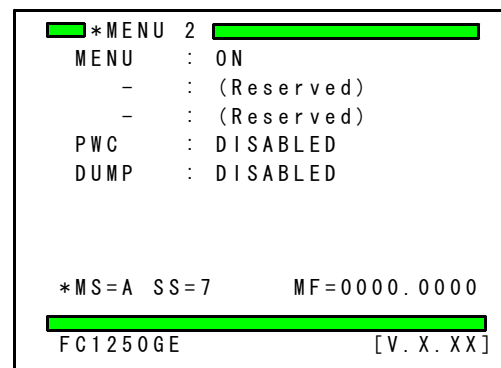 *MENU 2
MENU : ON
– : (Reserved)
– : (Reserved)
PWC : DISABLED
DUMP : DISABLED
*MS=A SS=7 MF=0000.0000
FC1250GE [V.X.XX]